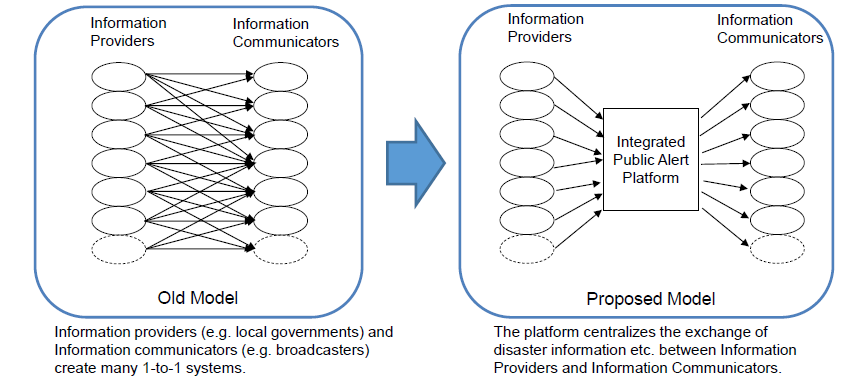 Information
Providers
Information
Communicators
Old Model
Information providers (e.g. local governments) and
Information communicators (e.g. broadcasters)
create many 1-to-1 systems.
Information
Providers
Information
Communicators
Integrated
Public Alert
Platform
Proposed Model
The platform centralizes the exchange of
disaster information etc. between Information
Providers and Information Communicators.